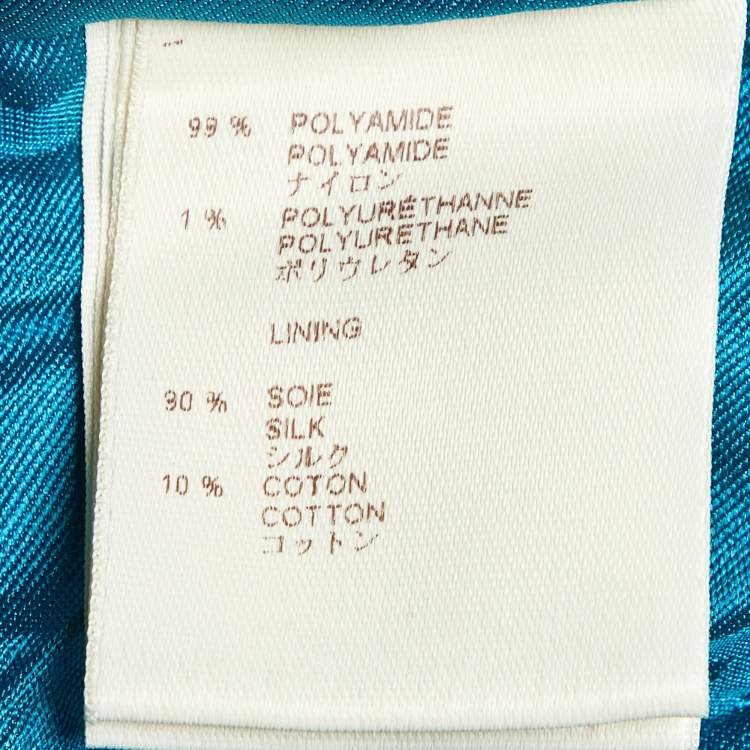 99 % POLYAMIDE
POLYAMIDE
ナイロン
1 % POLYURÉTHANNE
POLYURETHANE
ポリウレタン
LINING
90 % SOIE
SILK
シルク
10 % COTON
COTTON
コットン